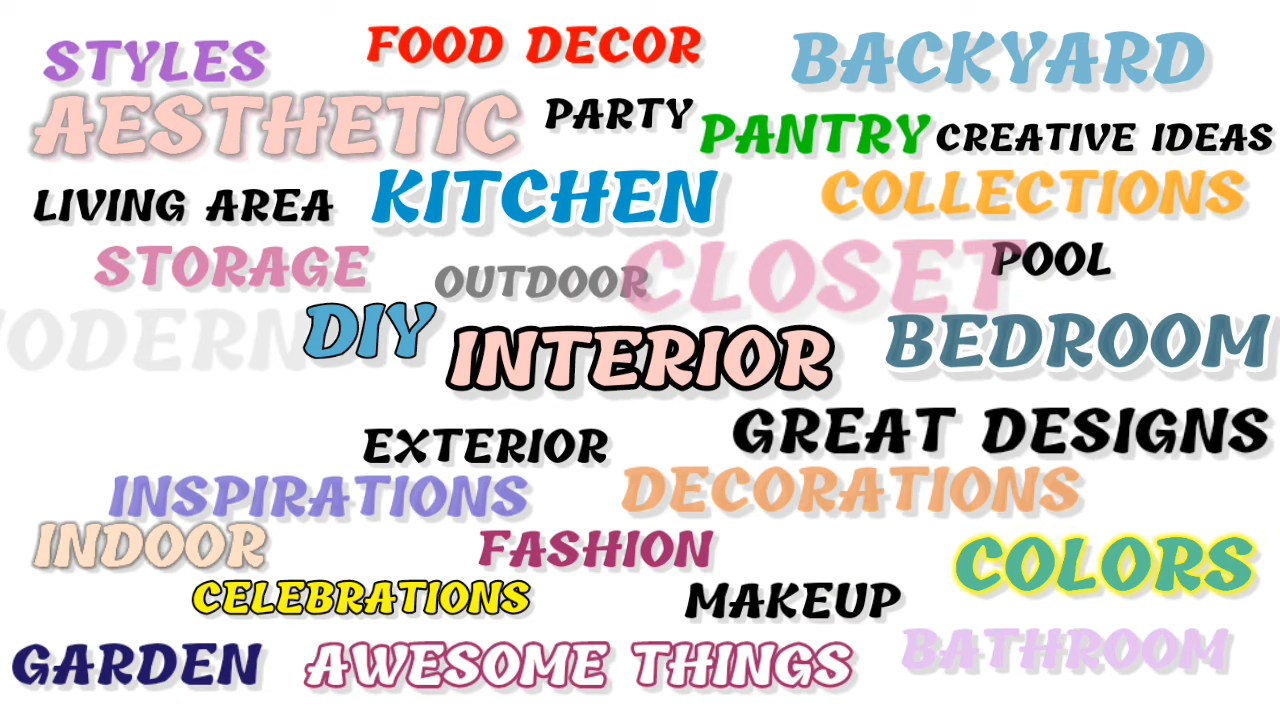 STYLES
FOOD DECOR
BACKYARD
AESTHETIC
PARTY
PANTRY
CREATIVE IDEAS
LIVING AREA
KITCHEN
COLLECTIONS
STORAGE
OUTDOOR
CLOSET
POOL
ODERN
DIY
INTERIOR
BEDROOM
EXTERIOR
GREAT DESIGNS
INSPIRATIONS
DECORATIONS
INDOOR
FASHION
COLORS
CELEBRATIONS
MAKEUP
GARDEN
AWESOME THINGS
BATHROOM